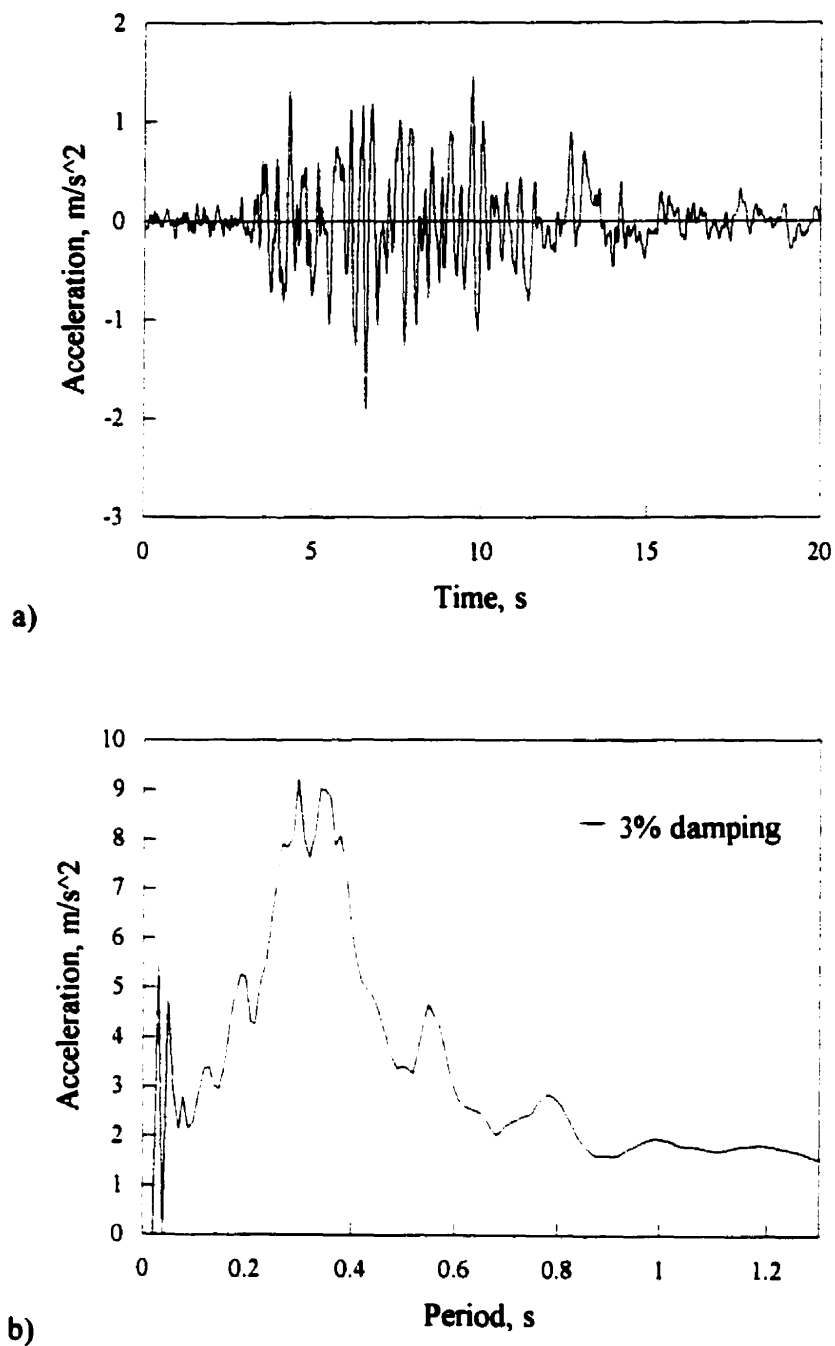 2
1
0
-1
-2
-3
Acceleration, m/s^2
0 5 10 15 20
Time, s
a)
10
9
8
7
6
5
4
3
2
1
0
Acceleration, m/s^2
3% damping
0 0.2 0.4 0.6 0.8 1 1.2
Period, s
b)